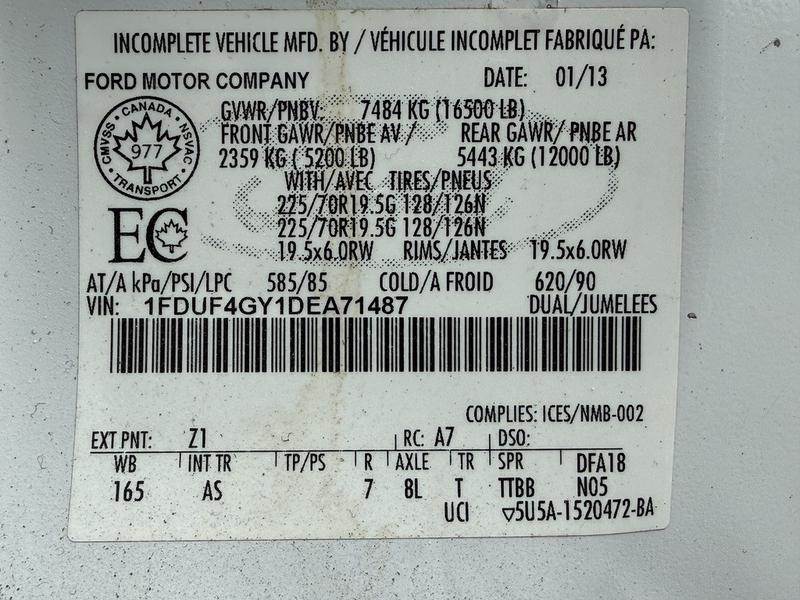 INCOMPLETE VEHICLE MFD. BY / VÉHICULE INCOMPLET FABRIQUÉ PA:
FORD MOTOR COMPANY DATE: 01/13
GVWR/PNBV: 7484 KG (16500 LB)
FRONT GAWR/PNBE AV / REAR GAWR/ PNBE AR
2359 KG ( 5200 LB) 5443 KG (12000 LB)
WITH/AVEC TIRES/PNEUS
225/70R19.5G 128/126N
225/70R19.5G 128/126N
19.5x6.0RW RIMS/JANTES 19.5x6.0RW
CMVSS • CANADA • NSVAC • TRANSPORT •
977
EC
AT/A kPa/PSI/LPC 585/85 COLD/A FROID 620/90
VIN: 1FDUF4GY1DEA71487 DUAL/JUMELEES
COMPLIES: ICES/NMB-002
EXT PNT: Z1 RC: A7 DSO:
WB INT TR TP/PS R AXLE TR SPR DFA18
165 AS 7 8L T TTBB N05
UCI ▽5U5A-1520472-BA